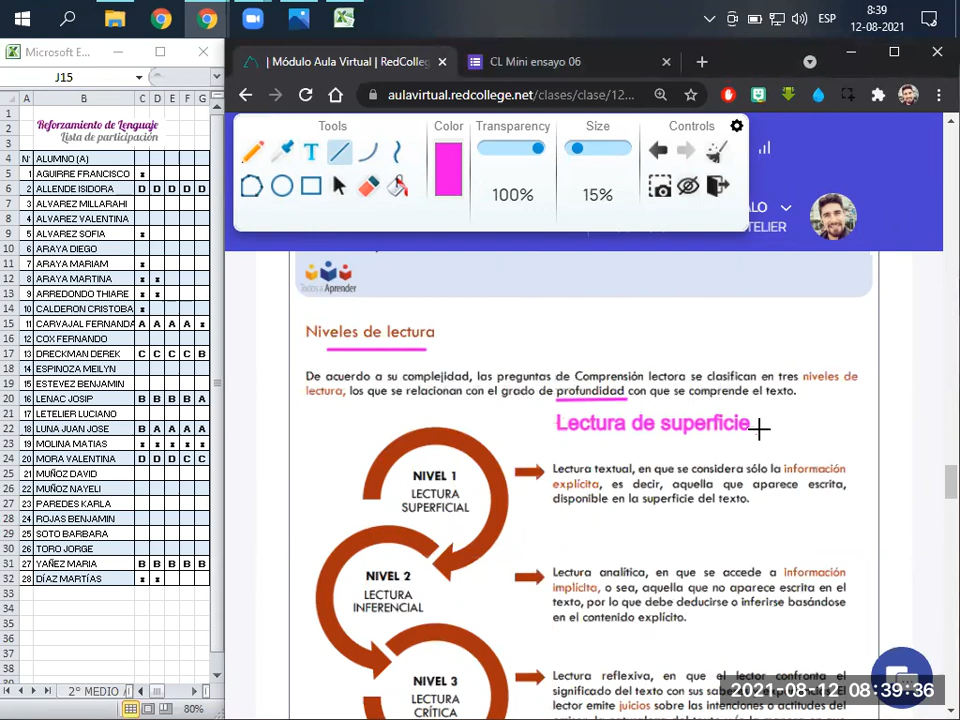 8:39
ESP
12-08-2021
Microsoft E...
J15
A B C D E F G
Reforzamiento de Lenguaje
Lista de participación
N° ALUMNO (A)
1 AGUIRRE FRANCISCO x
2 ALLENDE ISIDORA D D D D D
3 ALVAREZ MILLARAHI
4 ALVAREZ VALENTINA
5 ALVAREZ SOFIA x
6 ARAYA DIEGO
7 ARAYA MARIAM x
8 ARAYA MARTINA x x
9 ARREDONDO THIARE x x
10 CALDERON CRISTOBA x
11 CARVAJAL FERNANDA A A A A x
12 COX FERNANDO
13 DRECKMAN DEREK C C C C B
14 ESPINOZA MEILYN
15 ESTEVEZ BENJAMIN
16 LENAC JOSIP B B B B A
17 LETELIER LUCIANO
18 LUNA JUAN JOSE B A A A A
19 MOLINA MATIAS x x x x x
20 MORA VALENTINA D D D C C
21 MUÑOZ DAVID
22 MUÑOZ NAYELI
23 PAREDES KARLA
24 ROJAS BENJAMIN
25 SOTO BARBARA
26 TORO JORGE
27 YAÑEZ MARIA B B B B B
28 DÍAZ MARTÍAS x x
2° MEDIO
80%
| Módulo Aula Virtual | RedColleg
CL Mini ensayo 06
aulavirtual.redcollege.net/clases/clase/12...
Tools
Color
Transparency
Size
Controls
100%
15%
ALO
ATELIER
Todos a Aprender
Niveles de lectura
De acuerdo a su complejidad, las preguntas de Comprensión lectora se clasifican en tres niveles de
lectura, los que se relacionan con el grado de profundidad con que se comprende el texto.
Lectura de superficie
NIVEL 1
LECTURA
SUPERFICIAL
Lectura textual, en que se considera sólo la información
explícita, es decir, aquella que aparece escrita,
disponible en la superficie del texto.
NIVEL 2
LECTURA
INFERENCIAL
Lectura analítica, en que se accede a información
implícita, o sea, aquella que no aparece escrita en el
texto, por lo que debe deducirse o inferirse basándose
en el contenido explícito.
NIVEL 3
LECTURA
CRÍTICA
Lectura reflexiva, en que el lector confronta el
significado del texto con sus
lector emite juicios sobre las intenciones o actitudes
2021-08-12 08:39:36